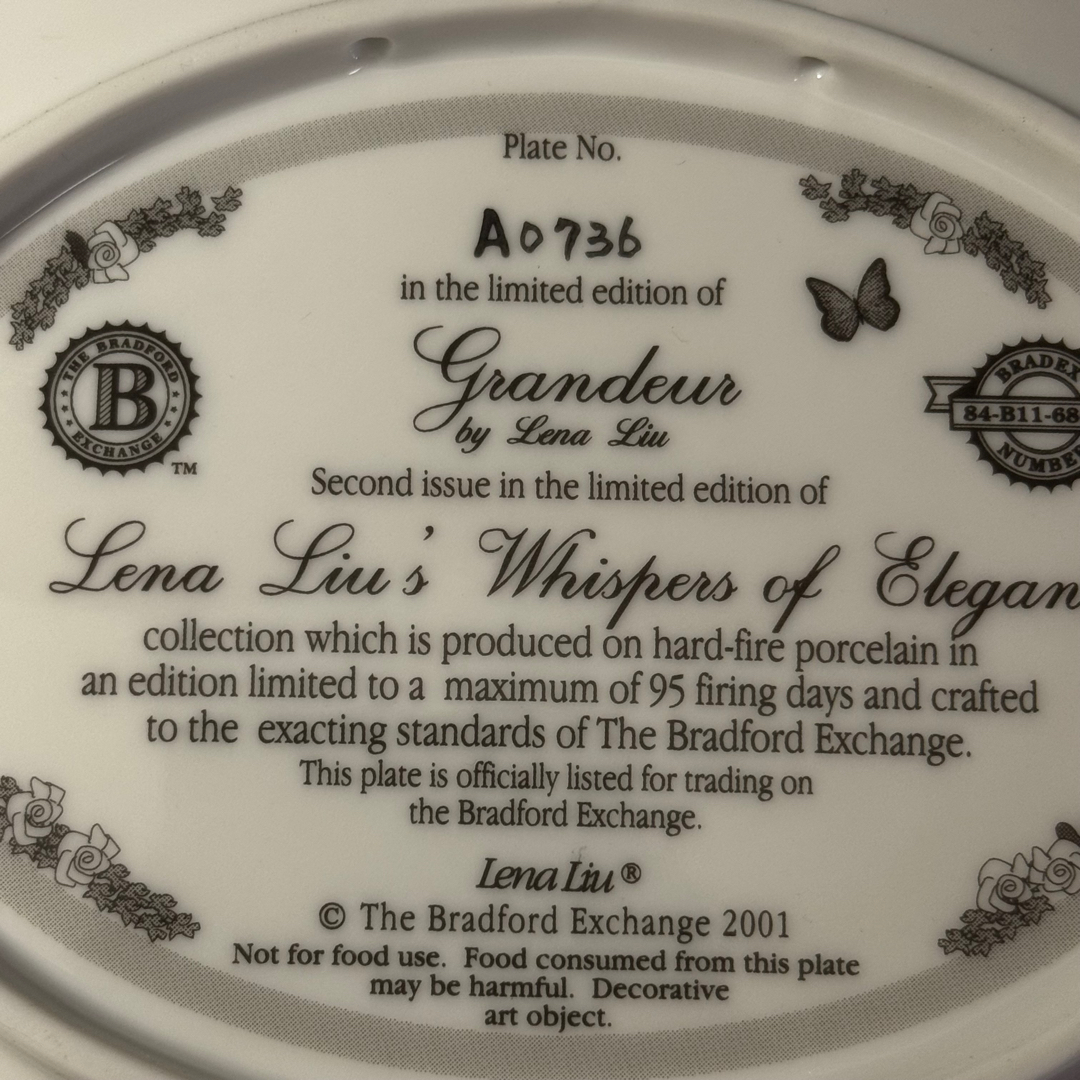 Plate No.
A0736
in the limited edition of
Grandeur
by Lena Liu
THE BRADFORD
B
EXCHANGE
TM
BRADEX
84-B11-68
NUMBE
Second issue in the limited edition of
Lena Liu's Whispers of Elegan
collection which is produced on hard-fire porcelain in
an edition limited to a maximum of 95 firing days and crafted
to the exacting standards of The Bradford Exchange.
This plate is officially listed for trading on
the Bradford Exchange.
Lena Liu®
© The Bradford Exchange 2001
Not for food use. Food consumed from this plate
may be harmful. Decorative
art object.